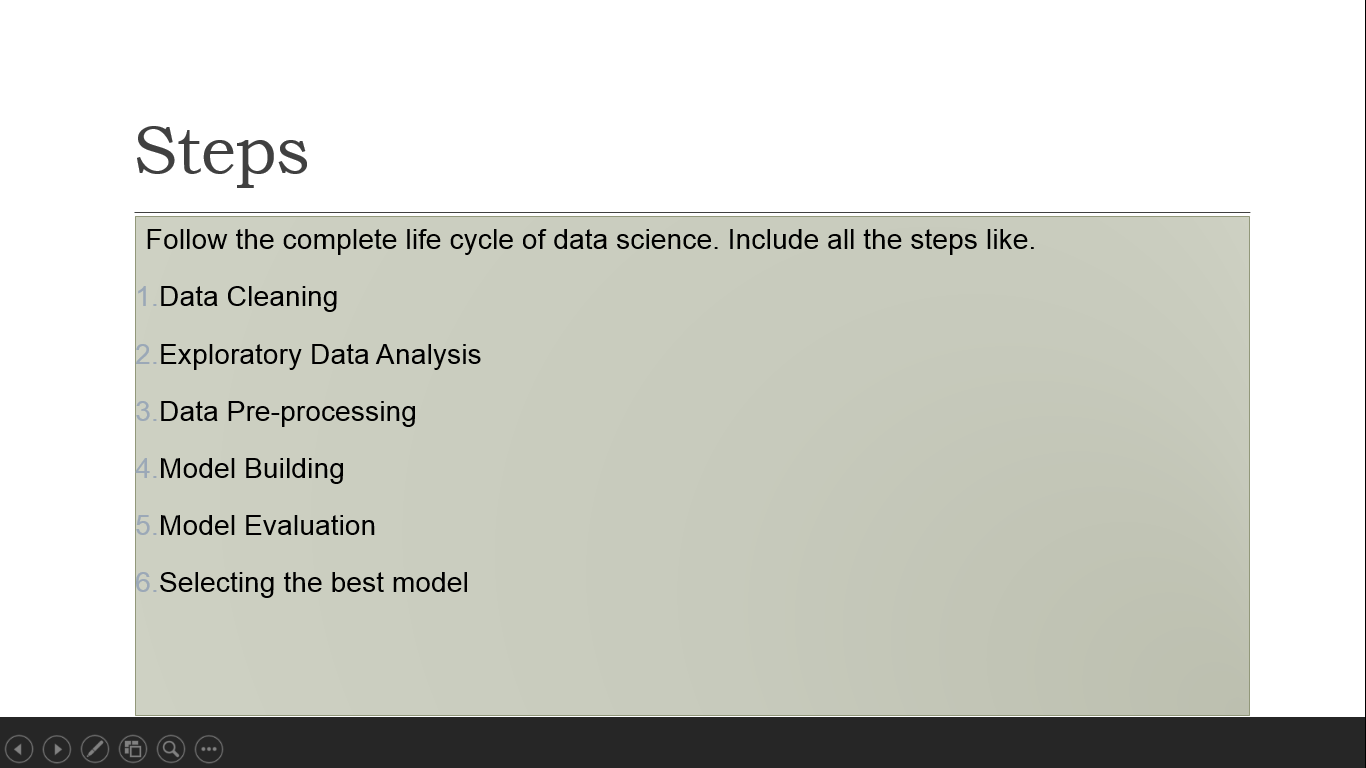 Steps
Follow the complete life cycle of data science. Include all the steps like.
1.Data Cleaning
2.Exploratory Data Analysis
3.Data Pre-processing
4.Model Building
5.Model Evaluation
6.Selecting the best model